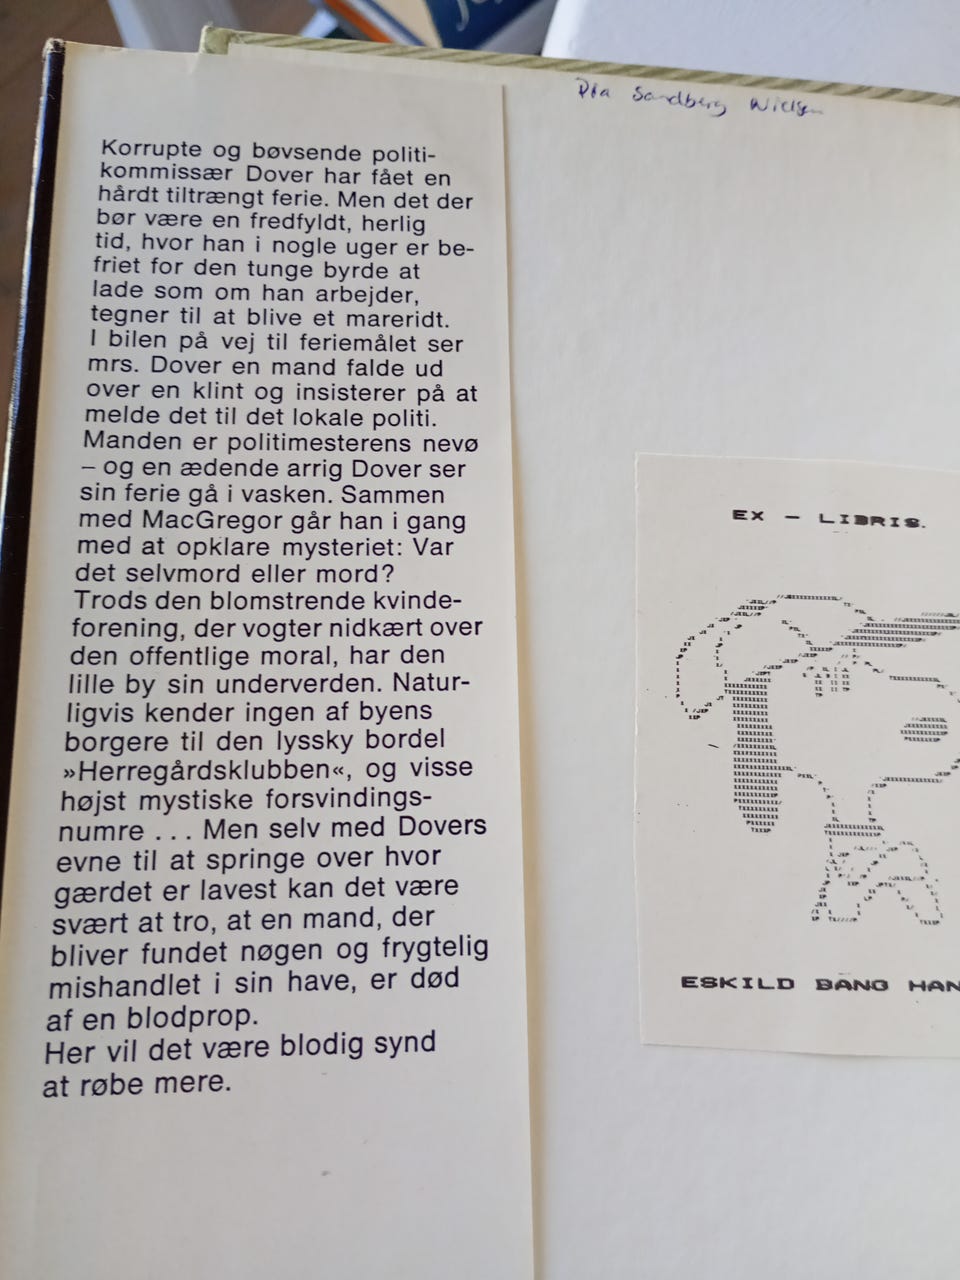 Korrupte og bøvsende politi-
kommissær Dover har fået en
hårdt tiltrængt ferie. Men det der
bør være en fredfyldt, herlig
tid, hvor han i nogle uger er be-
friet for den tunge byrde at
lade som om han arbejder,
tegner til at blive et mareridt.
I bilen på vej til feriemålet ser
mrs. Dover en mand falde ud
over en klint og insisterer på at
melde det til det lokale politi.
Manden er politimesterens nevø
– og en ædende arrig Dover ser
sin ferie gå i vasken. Sammen
med MacGregor går han i gang
med at opklare mysteriet: Var
det selvmord eller mord?
Trods den blomstrende kvinde-
forening, der vogter nidkært over
den offentlige moral, har den
lille by sin underverden. Natur-
ligvis kender ingen af byens
borgere til den lyssky bordel
»Herregårdsklubben«, og visse
højst mystiske forsvindings-
numre ... Men selv med Dovers
evne til at springe over hvor
gærdet er lavest kan det være
svært at tro, at en mand, der
bliver fundet nøgen og frygtelig
mishandlet i sin have, er død
af en blodprop.
Her vil det være blodig synd
at røbe mere.
Pia Sandberg Nielsen
EX - LIBRIS.
ESKILD BANG HAN